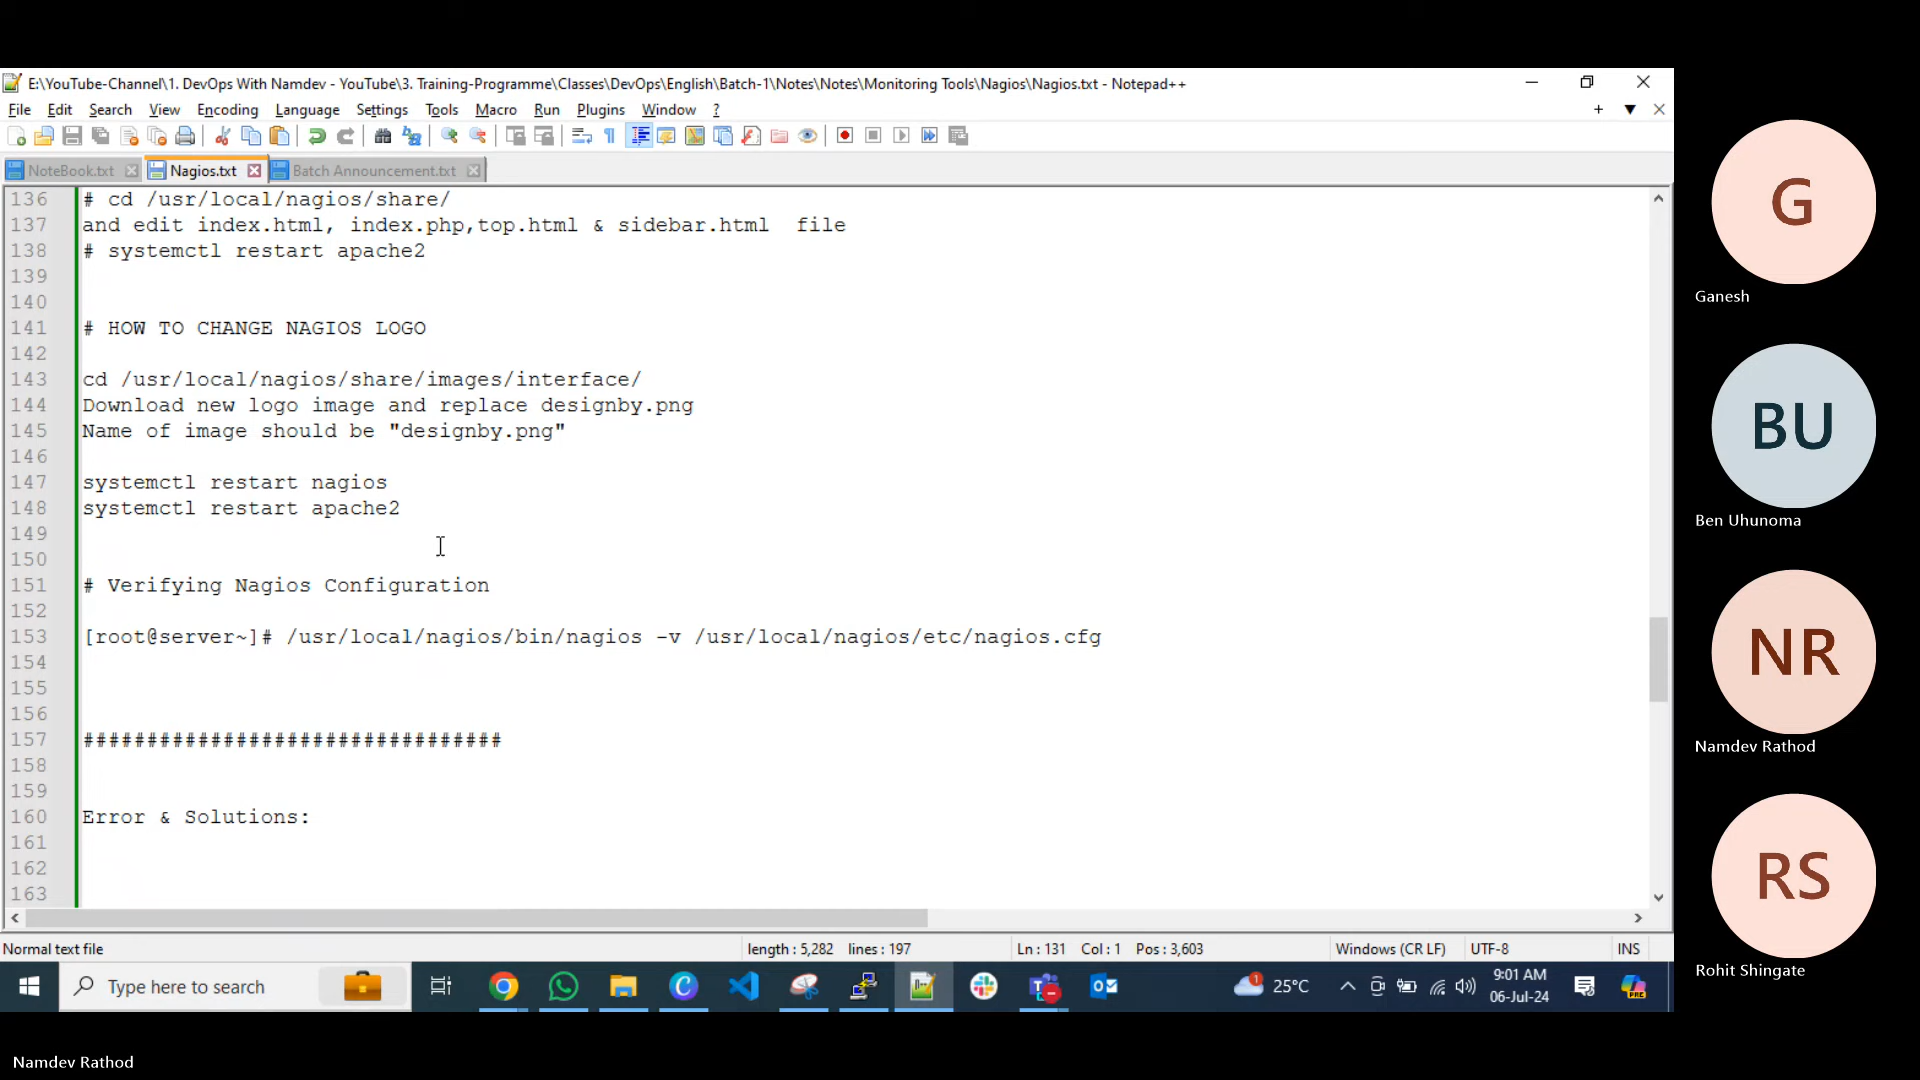 E:\YouTube-Channel\1. DevOps With Namdev - YouTube\3. Training-Programme\Classes\DevOps\English\Batch-1\Notes\Notes\Monitoring Tools\Nagios\Nagios.txt - Notepad++
File Edit Search View Encoding Language Settings Tools Macro Run Plugins Window ?
NoteBook.txt Nagios.txt Batch Announcement.txt
136 # cd /usr/local/nagios/share/
137 and edit index.html, index.php,top.html & sidebar.html  file
138 # systemctl restart apache2
139
140
141 # HOW TO CHANGE NAGIOS LOGO
142
143 cd /usr/local/nagios/share/images/interface/
144 Download new logo image and replace designby.png
145 Name of image should be "designby.png"
146
147 systemctl restart nagios
148 systemctl restart apache2
149
150
151 # Verifying Nagios Configuration
152
153 [root@server~]# /usr/local/nagios/bin/nagios -v /usr/local/nagios/etc/nagios.cfg
154
155
156
157 #################################
158
159
160 Error & Solutions:
161
162
163
Normal text file length : 5,282 lines : 197 Ln : 131 Col : 1 Pos : 3,603 Windows (CR LF) UTF-8 INS
Type here to search
25°C
9:01 AM
06-Jul-24
G
Ganesh
BU
Ben Uhunoma
NR
Namdev Rathod
RS
Rohit Shingate
Namdev Rathod